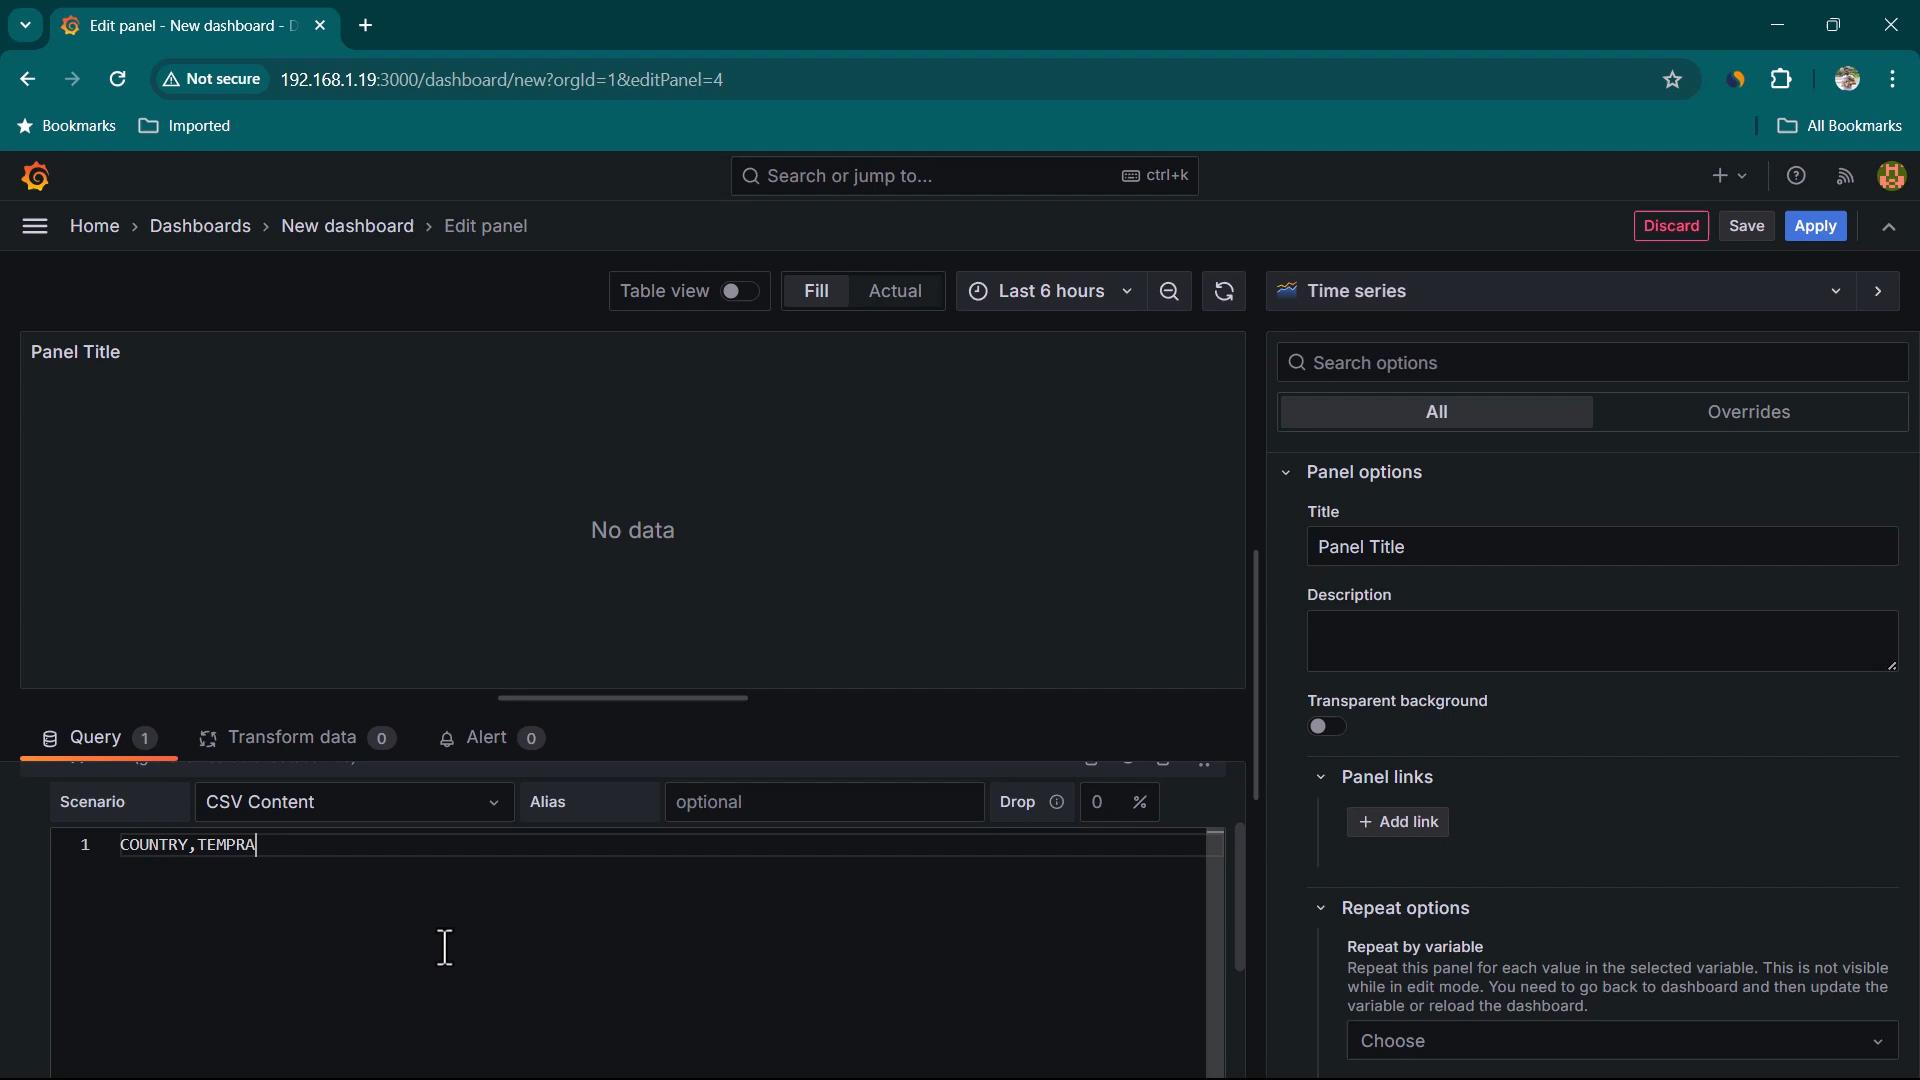 Edit panel - New dashboard - D
Not secure
192.168.1.19:3000/dashboard/new?orgId=1&editPanel=4
Bookmarks
Imported
All Bookmarks
Search or jump to...
ctrl+k
Home
Dashboards
New dashboard
Edit panel
Discard
Save
Apply
Table view
Fill
Actual
Last 6 hours
Time series
Panel Title
No data
Search options
All
Overrides
Panel options
Title
Panel Title
Description
Transparent background
Panel links
Add link
Repeat options
Repeat by variable
Repeat this panel for each value in the selected variable. This is not visible
while in edit mode. You need to go back to dashboard and then update the
variable or reload the dashboard.
Choose
Query 1
Transform data 0
Alert 0
Scenario
CSV Content
Alias
optional
Drop
0
%
1 COUNTRY,TEMPRA